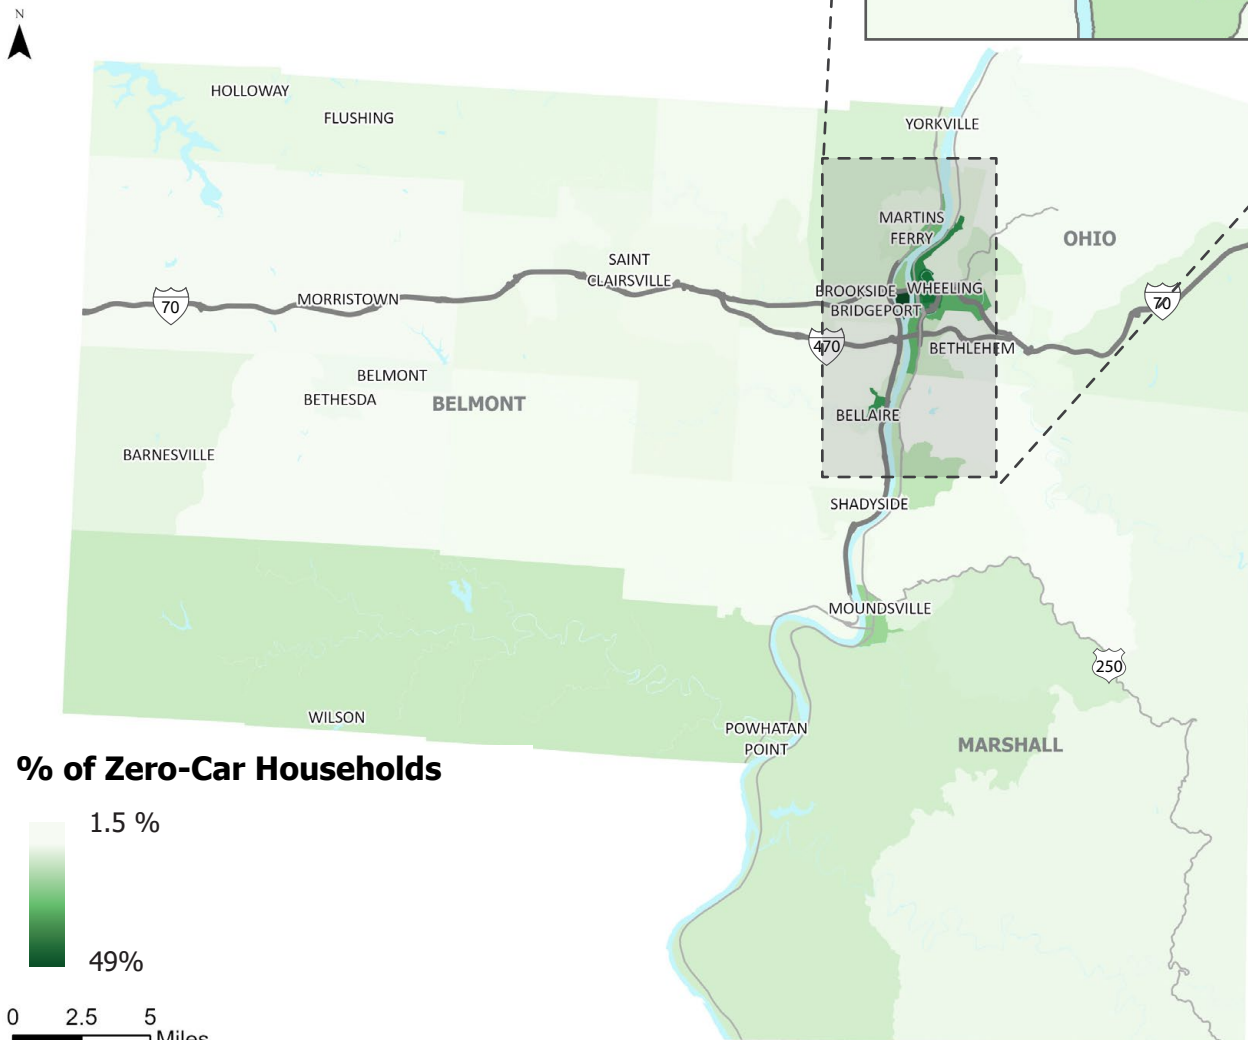 N
HOLLOWAY
FLUSHING
YORKVILLE
MARTINS
FERRY
OHIO
SAINT
CLAIRSVILLE
BROOKSIDE
WHEELING
70
MORRISTOWN
70
BRIDGEPORT
470
BETHLEHEM
BELMONT
BETHESDA
BELMONT
BELLAIRE
BARNESVILLE
SHADYSIDE
MOUNDSVILLE
250
WILSON
POWHATAN
POINT
MARSHALL
% of Zero-Car Households
1.5 %
49%
0 2.5 5
Miles